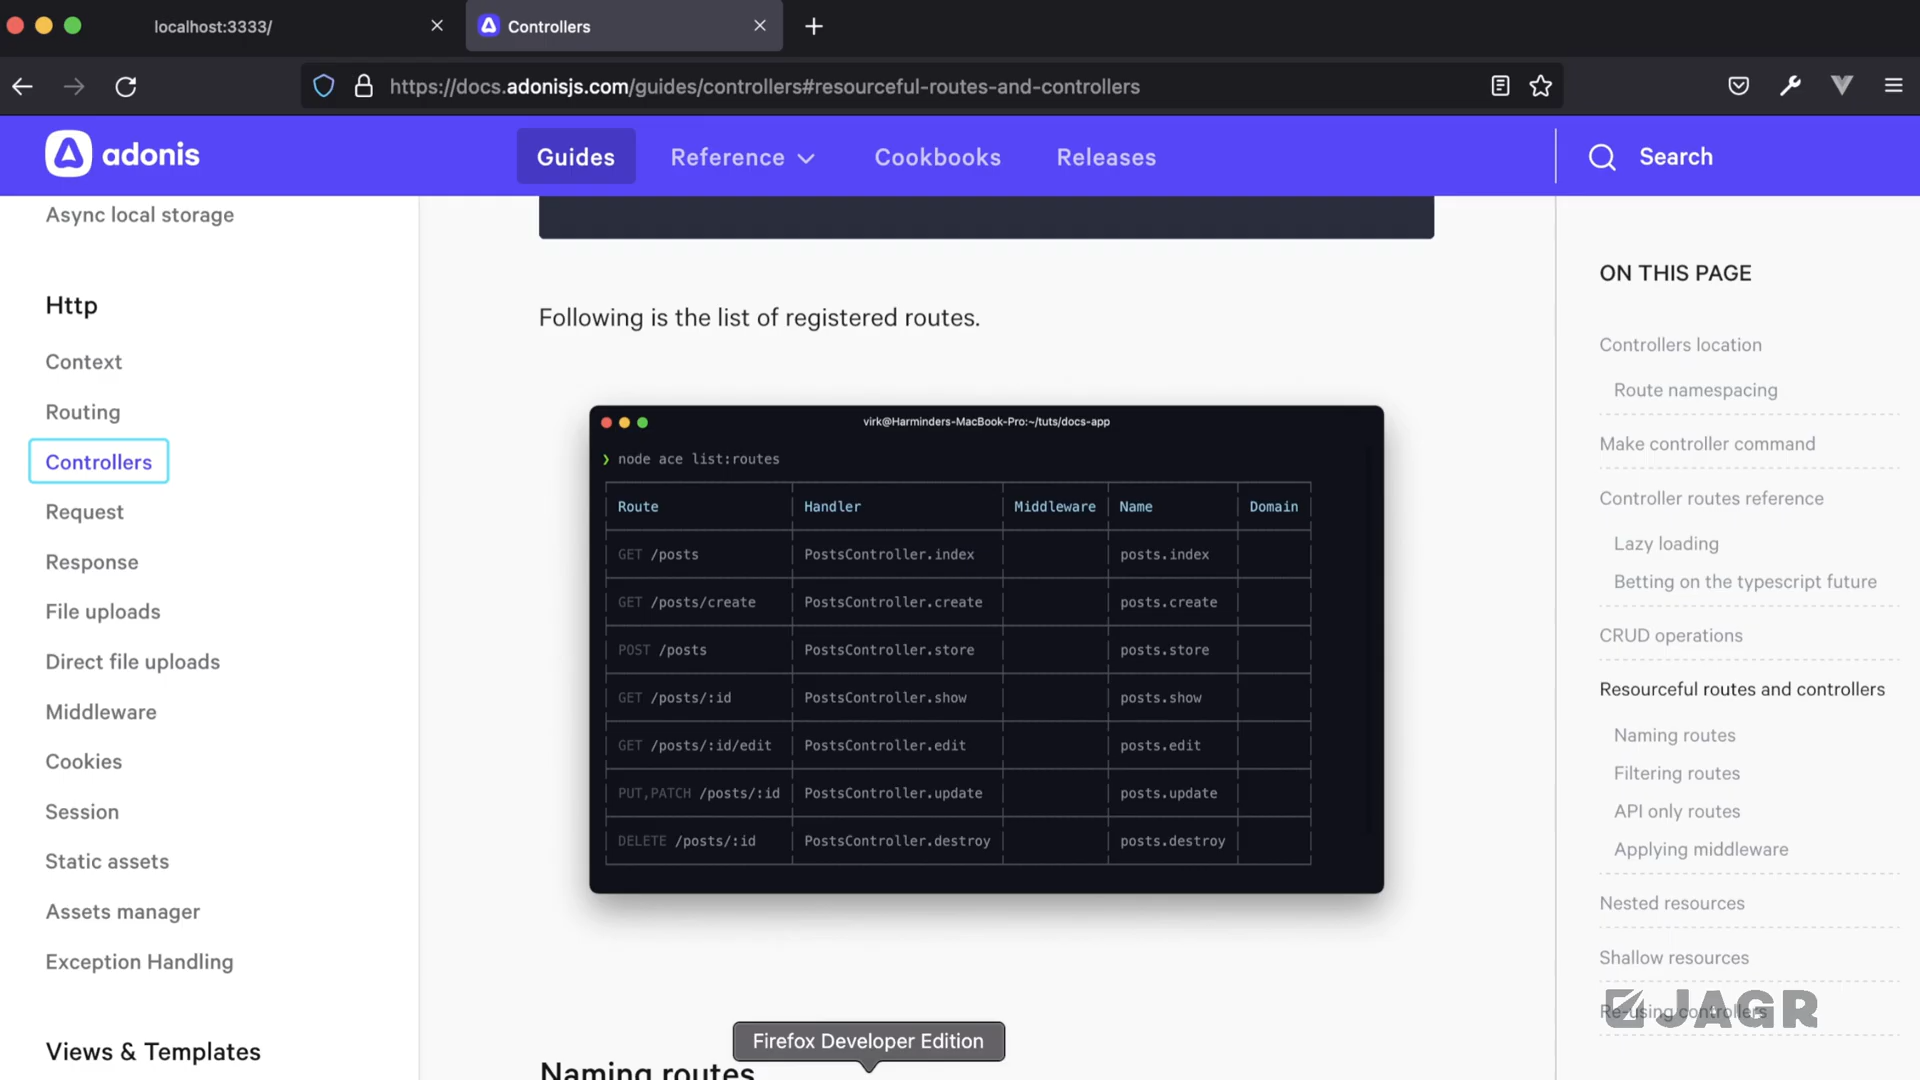 localhost:3333/
Controllers
https://docs.adonisjs.com/guides/controllers#resourceful-routes-and-controllers
adonis
Guides
Reference
Cookbooks
Releases
Search
Async local storage
Http
Context
Routing
Controllers
Request
Response
File uploads
Direct file uploads
Middleware
Cookies
Session
Static assets
Assets manager
Exception Handling
Views & Templates
Following is the list of registered routes.
virk@Harminders-MacBook-Pro:~/tuts/docs-app
❯ node ace list:routes
Route Handler Middleware Name Domain
GET /posts PostsController.index posts.index
GET /posts/create PostsController.create posts.create
POST /posts PostsController.store posts.store
GET /posts/:id PostsController.show posts.show
GET /posts/:id/edit PostsController.edit posts.edit
PUT,PATCH /posts/:id PostsController.update posts.update
DELETE /posts/:id PostsController.destroy posts.destroy
Firefox Developer Edition
Naming routes
ON THIS PAGE
Controllers location
Route namespacing
Make controller command
Controller routes reference
Lazy loading
Betting on the typescript future
CRUD operations
Resourceful routes and controllers
Naming routes
Filtering routes
API only routes
Applying middleware
Nested resources
Shallow resources
Re-using controllers
JAGR